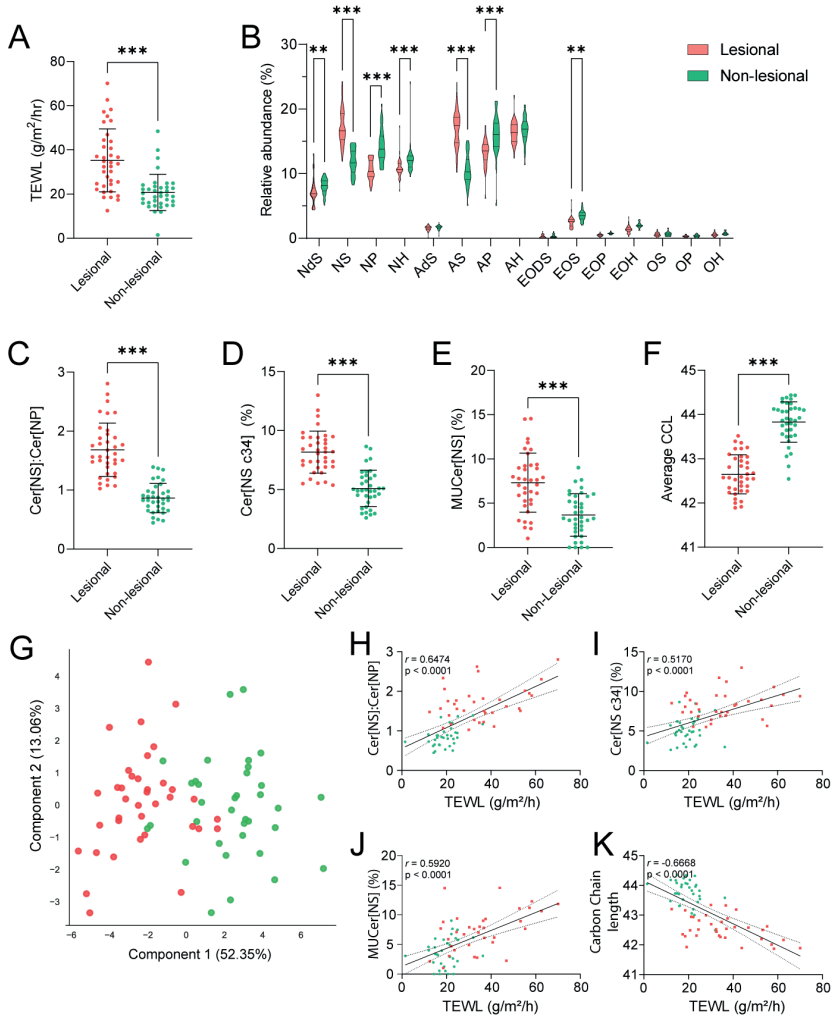 A
TEWL (g/m²/hr)
80
60
40
20
0
***
Lesional
Non-lesional
B
Relative abundance (%)
30
20
10
0
**
***
***
***
***
***
**
Lesional
Non-lesional
NdS
NS
NP
NH
AdS
AS
AP
AH
EODS
EOS
EOP
EOH
OS
OP
OH
C
Cer[NS]:Cer[NP]
3
2
1
0
***
Lesional
Non-lesional
D
Cer[NS c34] (%)
15
10
5
0
***
Lesional
Non-lesional
E
MUCer[NS] (%)
20
15
10
5
0
***
Lesional
Non-Lesional
F
Average CCL
45
44
43
42
41
***
Lesional
Non-lesional
G
Component 2 (13.06%)
4
3
2
1
0
−1
−2
−3
−6
−4
−2
0
2
4
6
Component 1 (52.35%)
H
r = 0.6474
p < 0.0001
Cer[NS]:Cer[NP]
3
2
1
0
0
20
40
60
80
TEWL (g/m²/h)
I
r = 0.5170
p < 0.0001
Cer[NS c34] (%)
15
10
5
0
0
20
40
60
80
TEWL (g/m²/h)
J
r = 0.5920
p < 0.0001
MUCer[NS] (%)
20
15
10
5
0
0
20
40
60
80
TEWL (g/m²/h)
K
r = -0.6668
p < 0.0001
Carbon Chain
length
45
44
43
42
41
0
20
40
60
80
TEWL (g/m²/h)